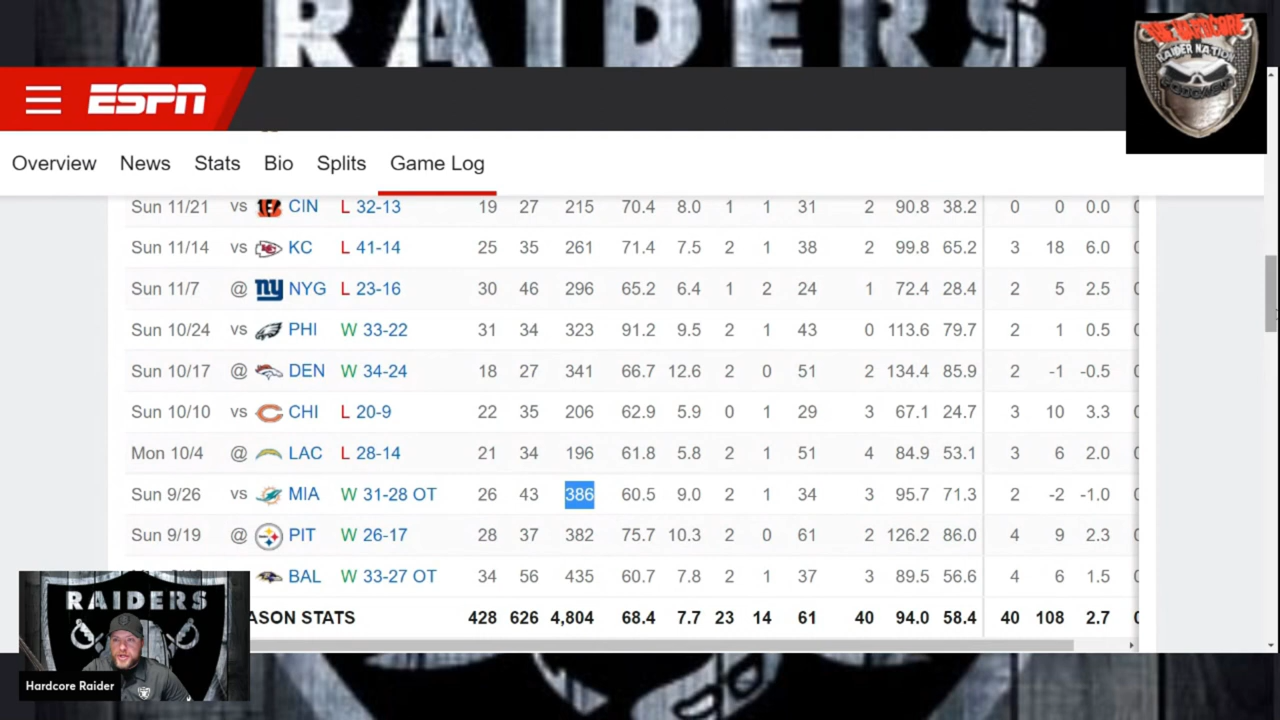 RAIDERS
THE HARDCORE
RAIDER NATION
PODCAST
ESPN
Overview News Stats Bio Splits Game Log
Sun 11/21 vs CIN L 32-13 19 27 215 70.4 8.0 1 1 31 2 90.8 38.2 0 0 0.0
Sun 11/14 vs KC L 41-14 25 35 261 71.4 7.5 2 1 38 2 99.8 65.2 3 18 6.0
Sun 11/7 @ ny NYG L 23-16 30 46 296 65.2 6.4 1 2 24 1 72.4 28.4 2 5 2.5
Sun 10/24 vs PHI W 33-22 31 34 323 91.2 9.5 2 1 43 0 113.6 79.7 2 1 0.5
Sun 10/17 @ DEN W 34-24 18 27 341 66.7 12.6 2 0 51 2 134.4 85.9 2 -1 -0.5
Sun 10/10 vs CHI L 20-9 22 35 206 62.9 5.9 0 1 29 3 67.1 24.7 3 10 3.3
Mon 10/4 @ LAC L 28-14 21 34 196 61.8 5.8 2 1 51 4 84.9 53.1 3 6 2.0
Sun 9/26 vs MIA W 31-28 OT 26 43 386 60.5 9.0 2 1 34 3 95.7 71.3 2 -2 -1.0
Sun 9/19 @ PIT W 26-17 28 37 382 75.7 10.3 2 0 61 2 126.2 86.0 4 9 2.3
BAL W 33-27 OT 34 56 435 60.7 7.8 2 1 37 3 89.5 56.6 4 6 1.5
ASON STATS 428 626 4,804 68.4 7.7 23 14 61 40 94.0 58.4 40 108 2.7
RAIDERS
Hardcore Raider